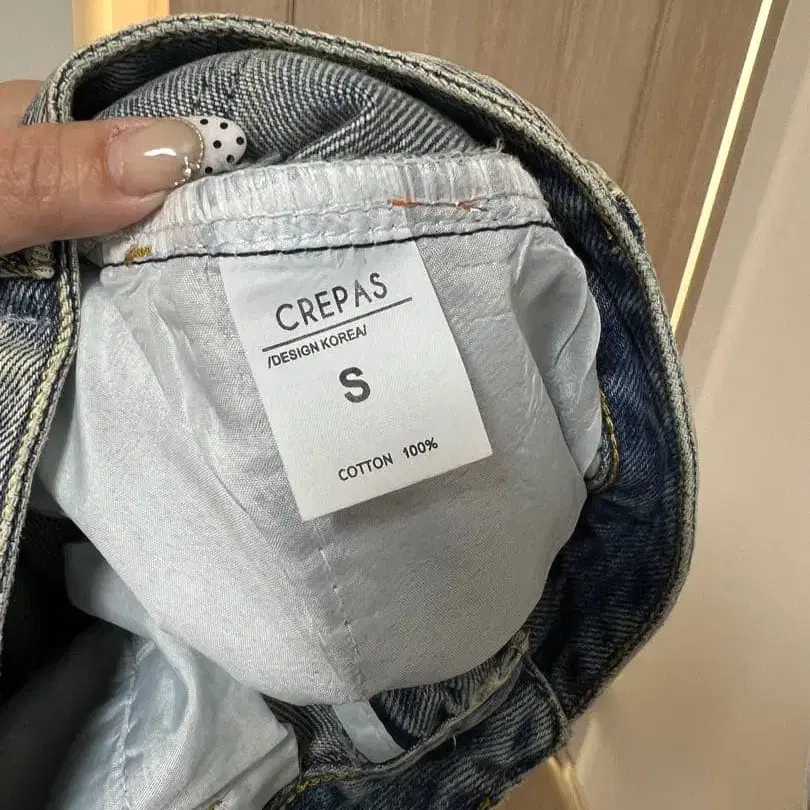 CREPAS
/DESIGN KOREA/
S
COTTON 100%